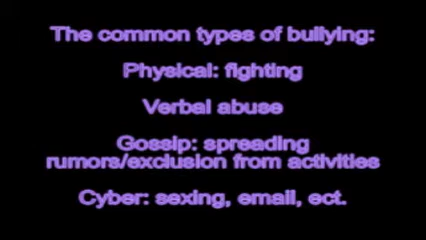 The common types of bullying:
Physical: fighting
Verbal abuse
Gossip: spreading
rumors/exclusion from activities
Cyber: sexing, email, ect.